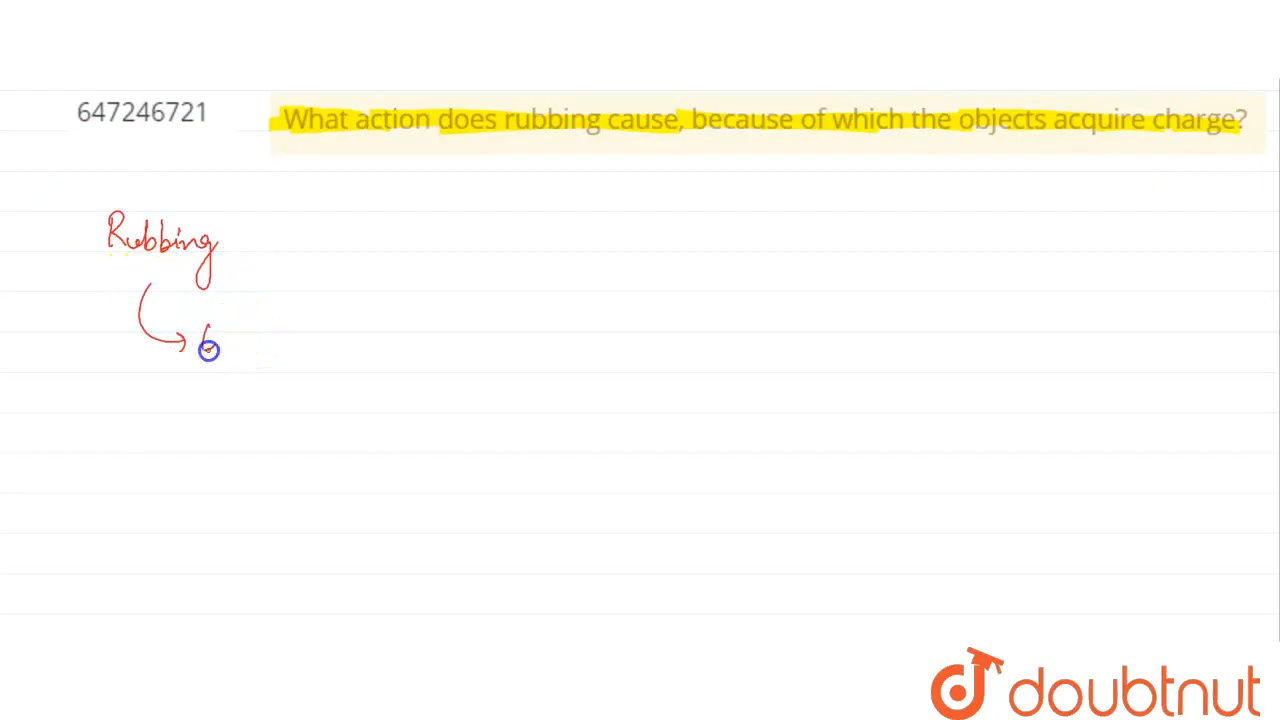 647246721
What action does rubbing cause, because of which the objects acquire charge?
Rubbing
doubtnut